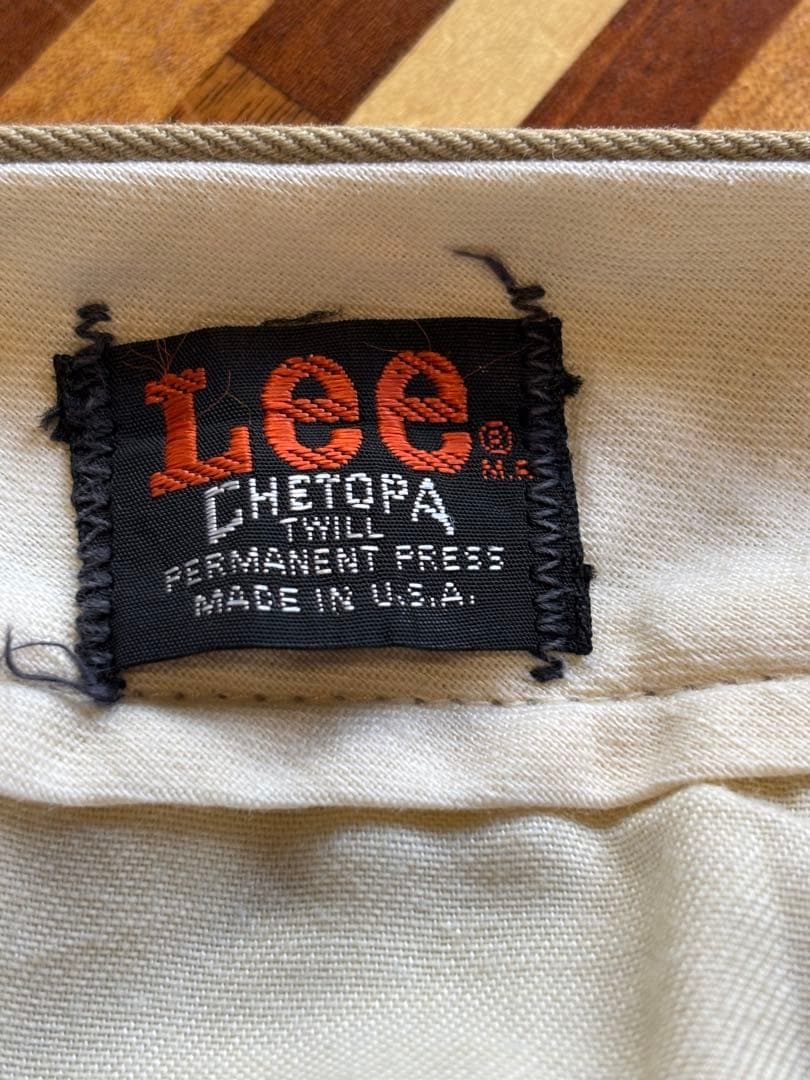 Lee®
M.R.
CHETOPA
TWILL
PERMANENT PRESS
MADE IN U.S.A.